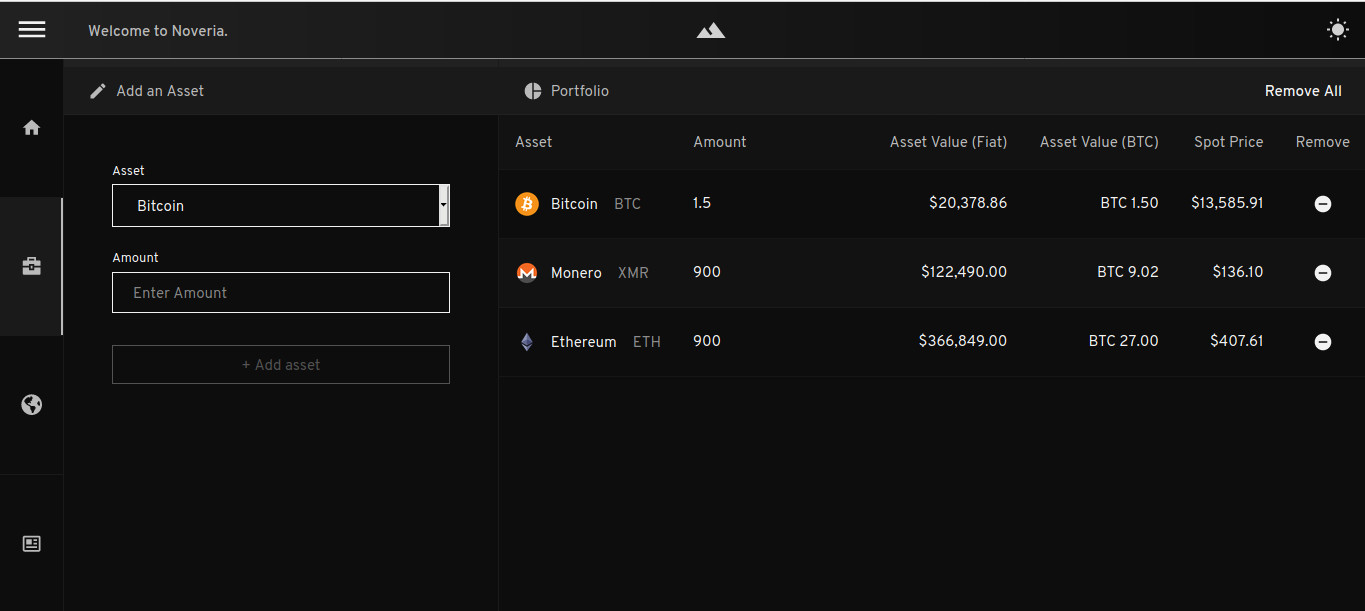 Welcome to Noveria.
Add an Asset
Portfolio
Remove All
Asset
Bitcoin
Amount
Enter Amount
+ Add asset
Asset Amount Asset Value (Fiat) Asset Value (BTC) Spot Price Remove
Bitcoin BTC 1.5 $20,378.86 BTC 1.50 $13,585.91
Monero XMR 900 $122,490.00 BTC 9.02 $136.10
Ethereum ETH 900 $366,849.00 BTC 27.00 $407.61